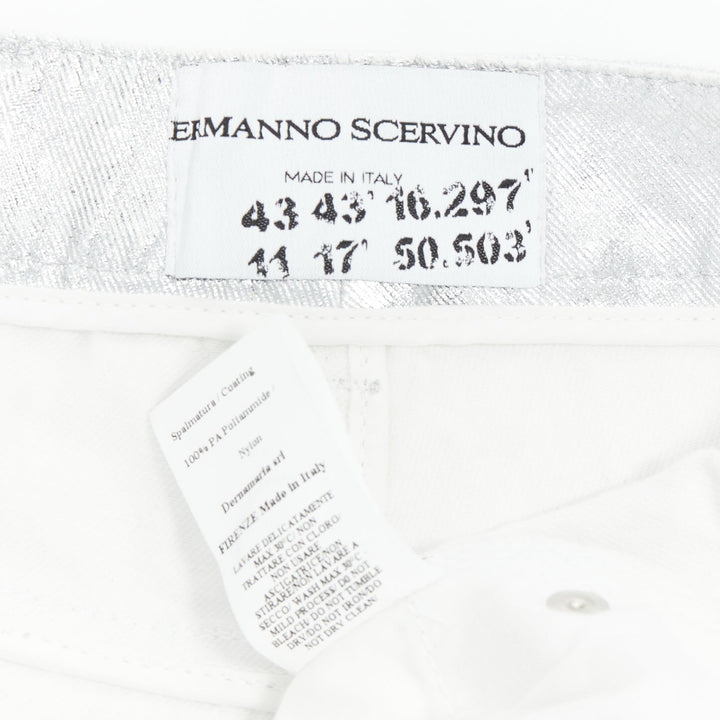 ERMANNO SCERVINO
MADE IN ITALY
43 43' 16.297"
11 17' 50.503"
Spalmatura / Coating
100% PA Poliammide /
Nylon
Dernamaria srl
FIRENZE Made in Italy
LAVARE DELICATAMENTE
MAX 30°C/ NON
TRATTARE CON CLORO/
NON USARE
ASCIGATRICE/NON
STIRARE/NON LAVARE A
SECCO/ WASH MAX 30°C
MILD PROCESS/ DO NOT
BLEACH/DO NOT TUMBLE
DRY/DO NOT IRON/DO
NOT DRY CLEAN